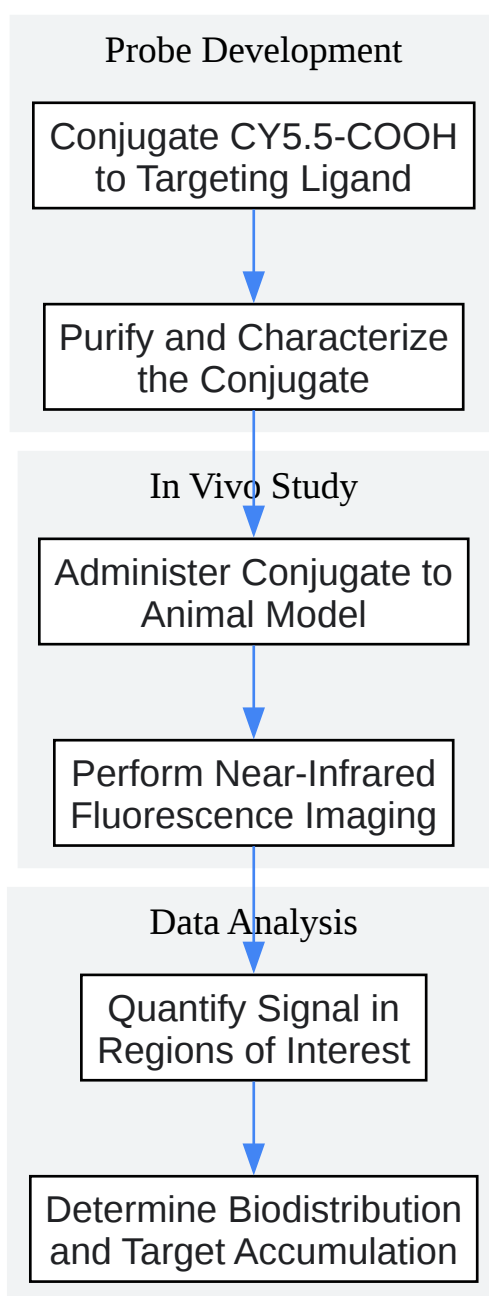 Probe Development
Conjugate CY5.5-COOH
to Targeting Ligand
Purify and Characterize
the Conjugate
In Vivo Study
Administer Conjugate to
Animal Model
Perform Near-Infrared
Fluorescence Imaging
Data Analysis
Quantify Signal in
Regions of Interest
Determine Biodistribution
and Target Accumulation